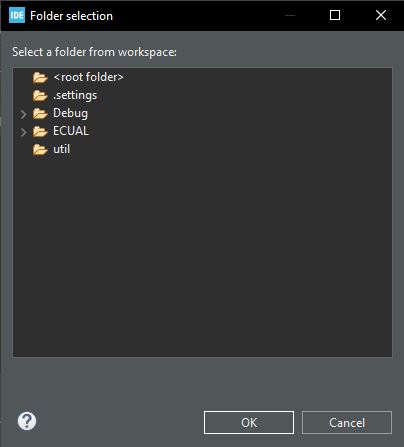 IDE Folder selection
Select a folder from workspace:
<root folder>
.settings
Debug
ECUAL
util
?
OK Cancel